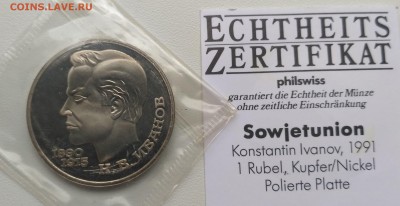 COINS.LAVE.RU
ECHTHEITS
ZERTIFIKAT
philswiss
garantiert die Echtheit der Münze
ohne zeitliche Einschränkung
Sowjetunion
Konstantin Ivanov, 1991
1 Rubel, Kupfer/Nickel
Polierte Platte
К.В. ИВАНОВ
1890
1915